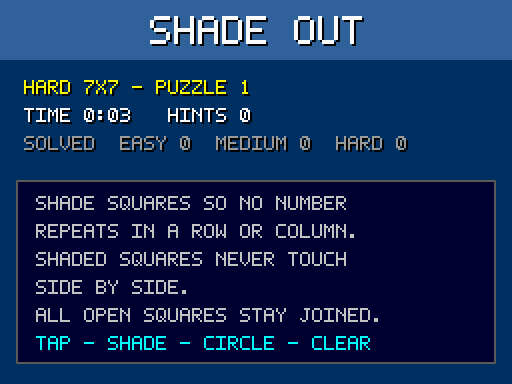 SHADE OUT
HARD 7X7 - PUZZLE 1
TIME 0:03 HINTS 0
SOLVED EASY 0 MEDIUM 0 HARD 0
SHADE SQUARES SO NO NUMBER
REPEATS IN A ROW OR COLUMN.
SHADED SQUARES NEVER TOUCH
SIDE BY SIDE.
ALL OPEN SQUARES STAY JOINED.
TAP - SHADE - CIRCLE - CLEAR